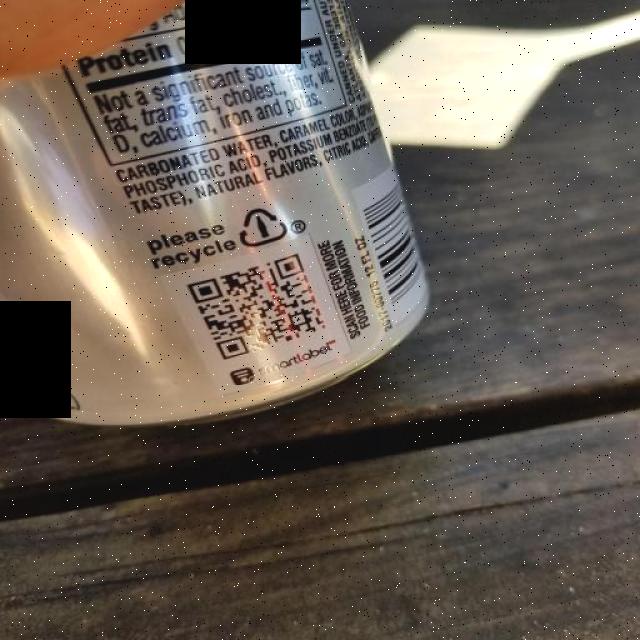 Protein
Not a significant source sat.
fat, trans fat, cholest., fiber, vit.
D, calcium, iron and potas.
CARBONATED WATER, CARAMEL COLOR,
PHOSPHORIC ACID, POTASSIUM BENZOATE
TASTE), NATURAL FLAVORS, CITRIC ACID,
please
recycle ®
SCAN HERE FOR MORE
FOOD INFORMATION
smartlabel
12 FL OZ